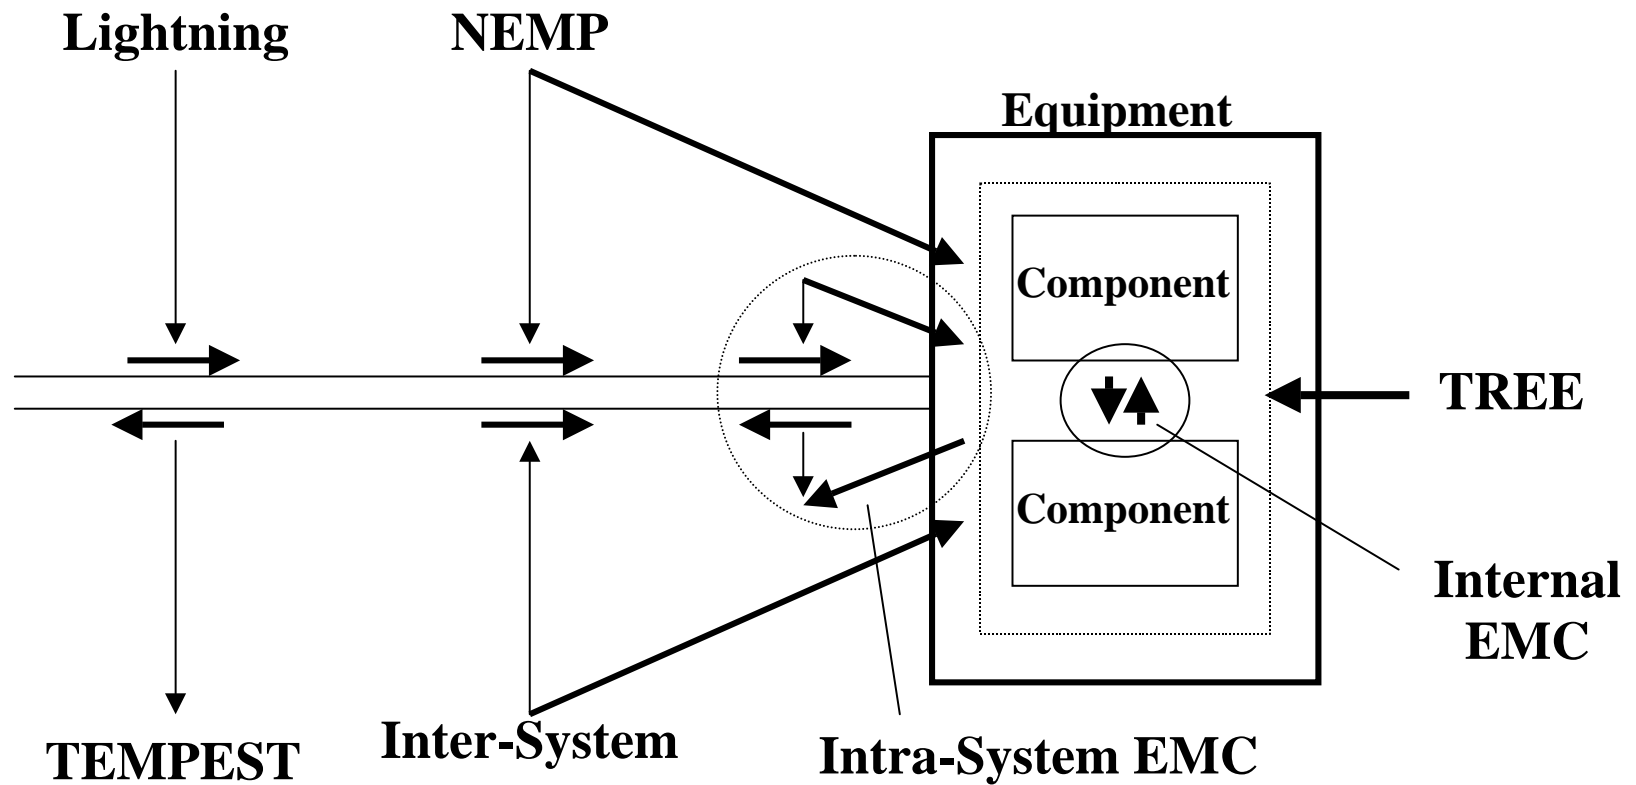 Lightning
NEMP
Equipment
Component
TREE
Component
Internal
EMC
Inter-System
Intra-System EMC
TEMPEST